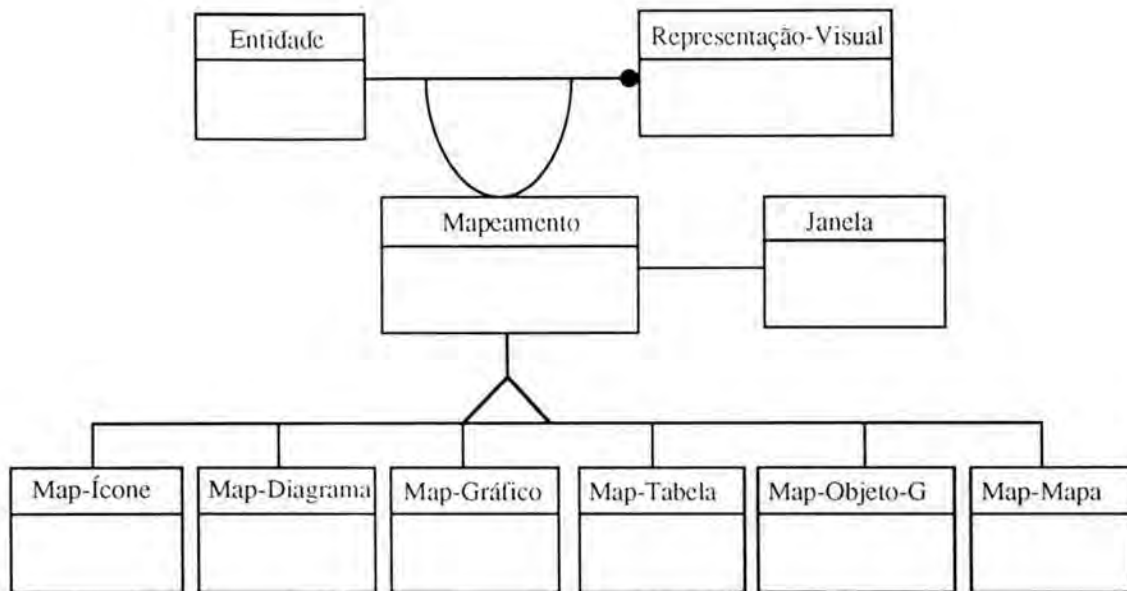 Entidade
Representação-Visual
Mapeamento
Janela
Map-Ícone
Map-Diagrama
Map-Gráfico
Map-Tabela
Map-Objeto-G
Map-Mapa